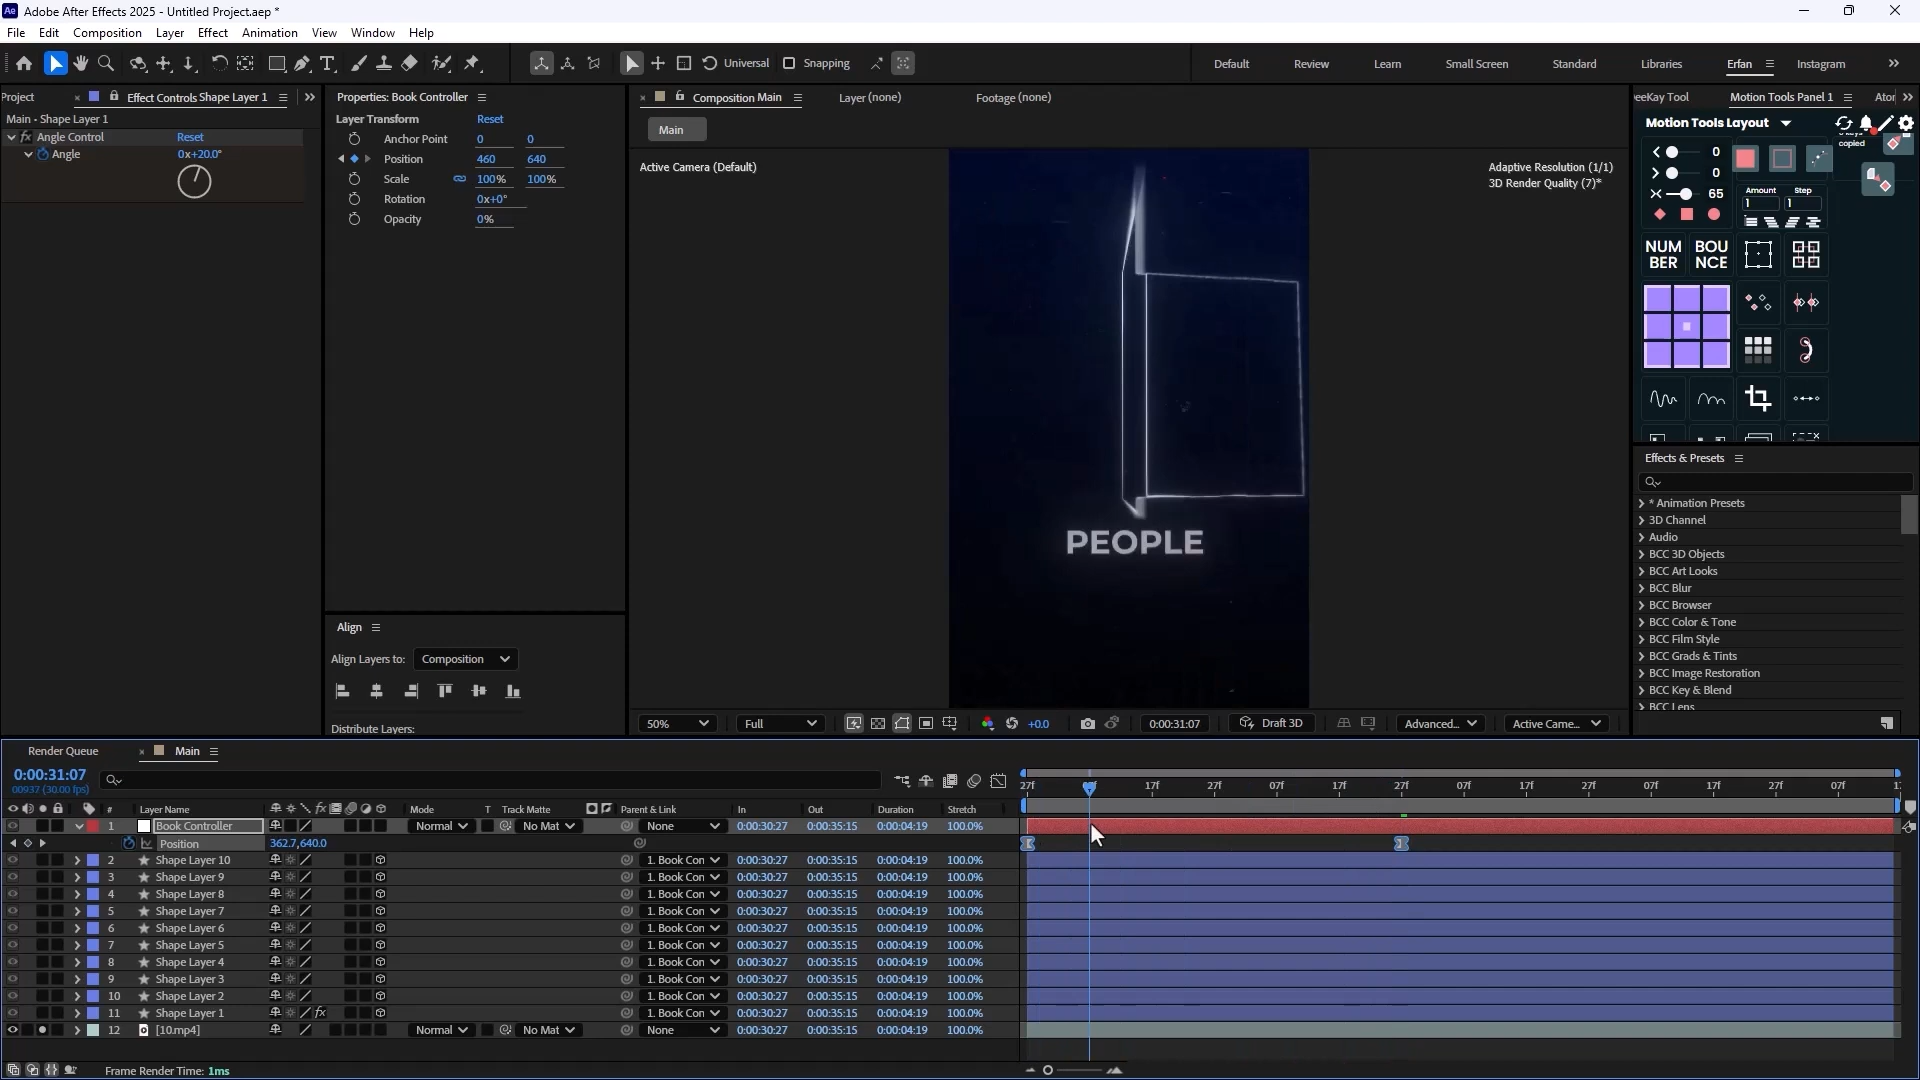 Adobe After Effects 2025 - Untitled Project.aep *
File Edit Composition Layer Effect Animation View Window Help
Universal Snapping Default Review Learn Small Screen Standard Libraries Erfan Instagram
Project Effect Controls Shape Layer 1
Main - Shape Layer 1
fx Angle Control Reset
Angle 0x+20.0°
Properties: Book Controller
Layer Transform Reset
Anchor Point 0 0
Position 460 640
Scale 100% 100%
Rotation 0x+0°
Opacity 0%
Align
Align Layers to: Composition
Distribute Layers:
Composition Main Layer (none) Footage (none)
Main
Active Camera (Default)
Adaptive Resolution (1/1)
3D Render Quality (7)*
PEOPLE
50% Full +0.0 0:00:31:07 Draft 3D Advanced... Active Came...
eeKay Tool Motion Tools Panel 1 Ator
Motion Tools Layout
copied
0
0
65
Amount Step
1 1
NUM
BER
BOU
NCE
Effects & Presets
* Animation Presets
3D Channel
Audio
BCC 3D Objects
BCC Art Looks
BCC Blur
BCC Browser
BCC Color & Tone
BCC Film Style
BCC Grads & Tints
BCC Image Restoration
BCC Key & Blend
BCC Lens
Render Queue Main
0:00:31:07
00937 (30.00 fps)
# Layer Name fx Mode T Track Matte Parent & Link In Out Duration Stretch
27f 07f 17f 27f 07f 17f 27f 07f 17f 27f 07f 17f 27f 07f
1 Book Controller Normal No Mat None 0:00:30:27 0:00:35:15 0:00:04:19 100.0%
Position 362.7,640.0
2 Shape Layer 10 1. Book Con 0:00:30:27 0:00:35:15 0:00:04:19 100.0%
3 Shape Layer 9 1. Book Con 0:00:30:27 0:00:35:15 0:00:04:19 100.0%
4 Shape Layer 8 1. Book Con 0:00:30:27 0:00:35:15 0:00:04:19 100.0%
5 Shape Layer 7 1. Book Con 0:00:30:27 0:00:35:15 0:00:04:19 100.0%
6 Shape Layer 6 1. Book Con 0:00:30:27 0:00:35:15 0:00:04:19 100.0%
7 Shape Layer 5 1. Book Con 0:00:30:27 0:00:35:15 0:00:04:19 100.0%
8 Shape Layer 4 1. Book Con 0:00:30:27 0:00:35:15 0:00:04:19 100.0%
9 Shape Layer 3 1. Book Con 0:00:30:27 0:00:35:15 0:00:04:19 100.0%
10 Shape Layer 2 1. Book Con 0:00:30:27 0:00:35:15 0:00:04:19 100.0%
11 Shape Layer 1 fx 1. Book Con 0:00:30:27 0:00:35:15 0:00:04:19 100.0%
12 [10.mp4] Normal No Mat None 0:00:30:27 0:00:35:15 0:00:04:19 100.0%
Frame Render Time: 1ms